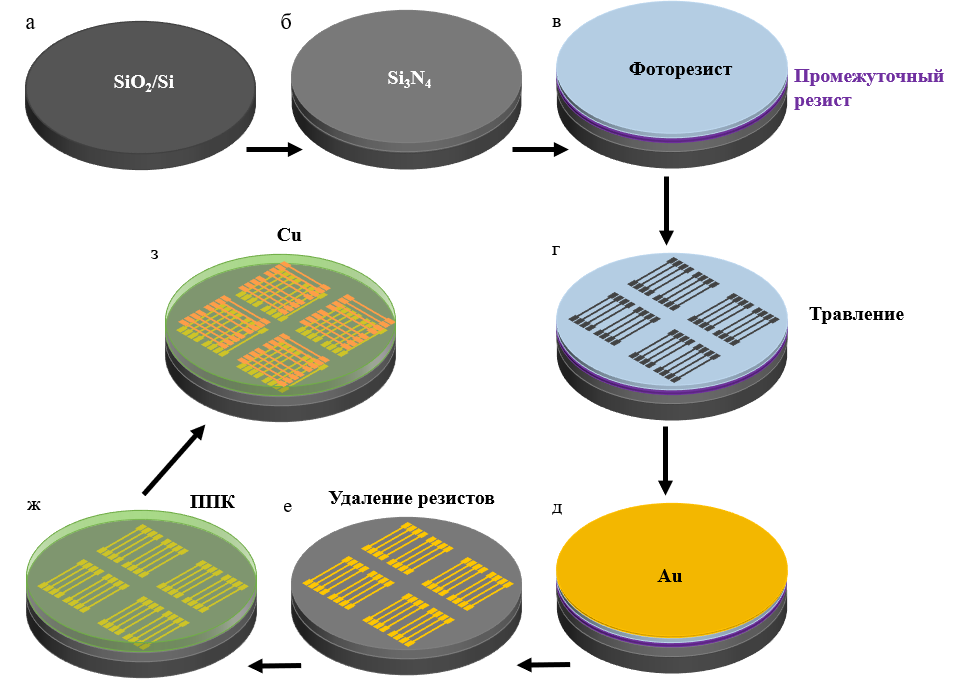 а
SiO₂/Si
б
Si₃N₄
в
Фоторезист
Промежуточный
резист
г
Травление
д
Au
е
Удаление резистов
ж
ППК
з
Cu